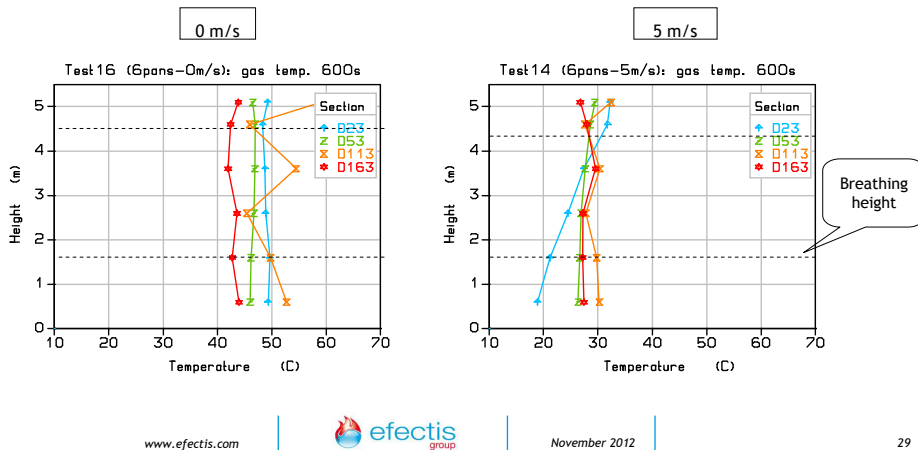 0 m/s
5 m/s
Test16 (6pans-0m/s): gas temp. 600s
5
4
3
2
1
0
Height (m)
Section
D23
D53
D113
D163
10 20 30 40 50 60 70
Temperature (C)
Test14 (6pans-5m/s): gas temp. 600s
5
4
3
2
1
0
Height (m)
Section
D23
D53
D113
D163
10 20 30 40 50 60 70
Temperature (C)
Breathing
height
www.efectis.com
efectis
group
November 2012
29